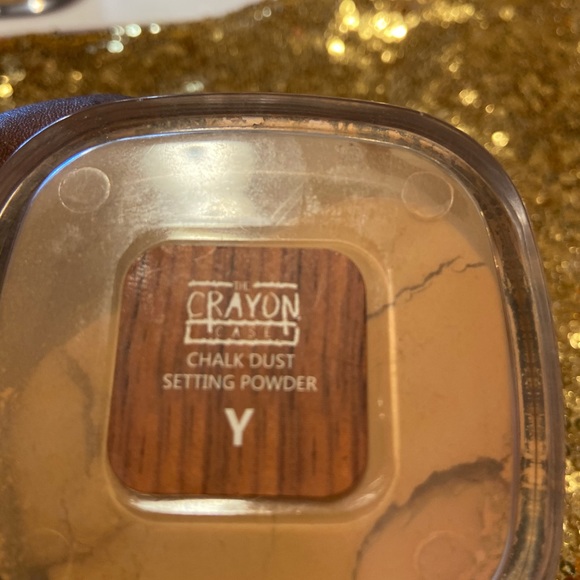 THE
CRAYON
CASE
CHALK DUST
SETTING POWDER
Y